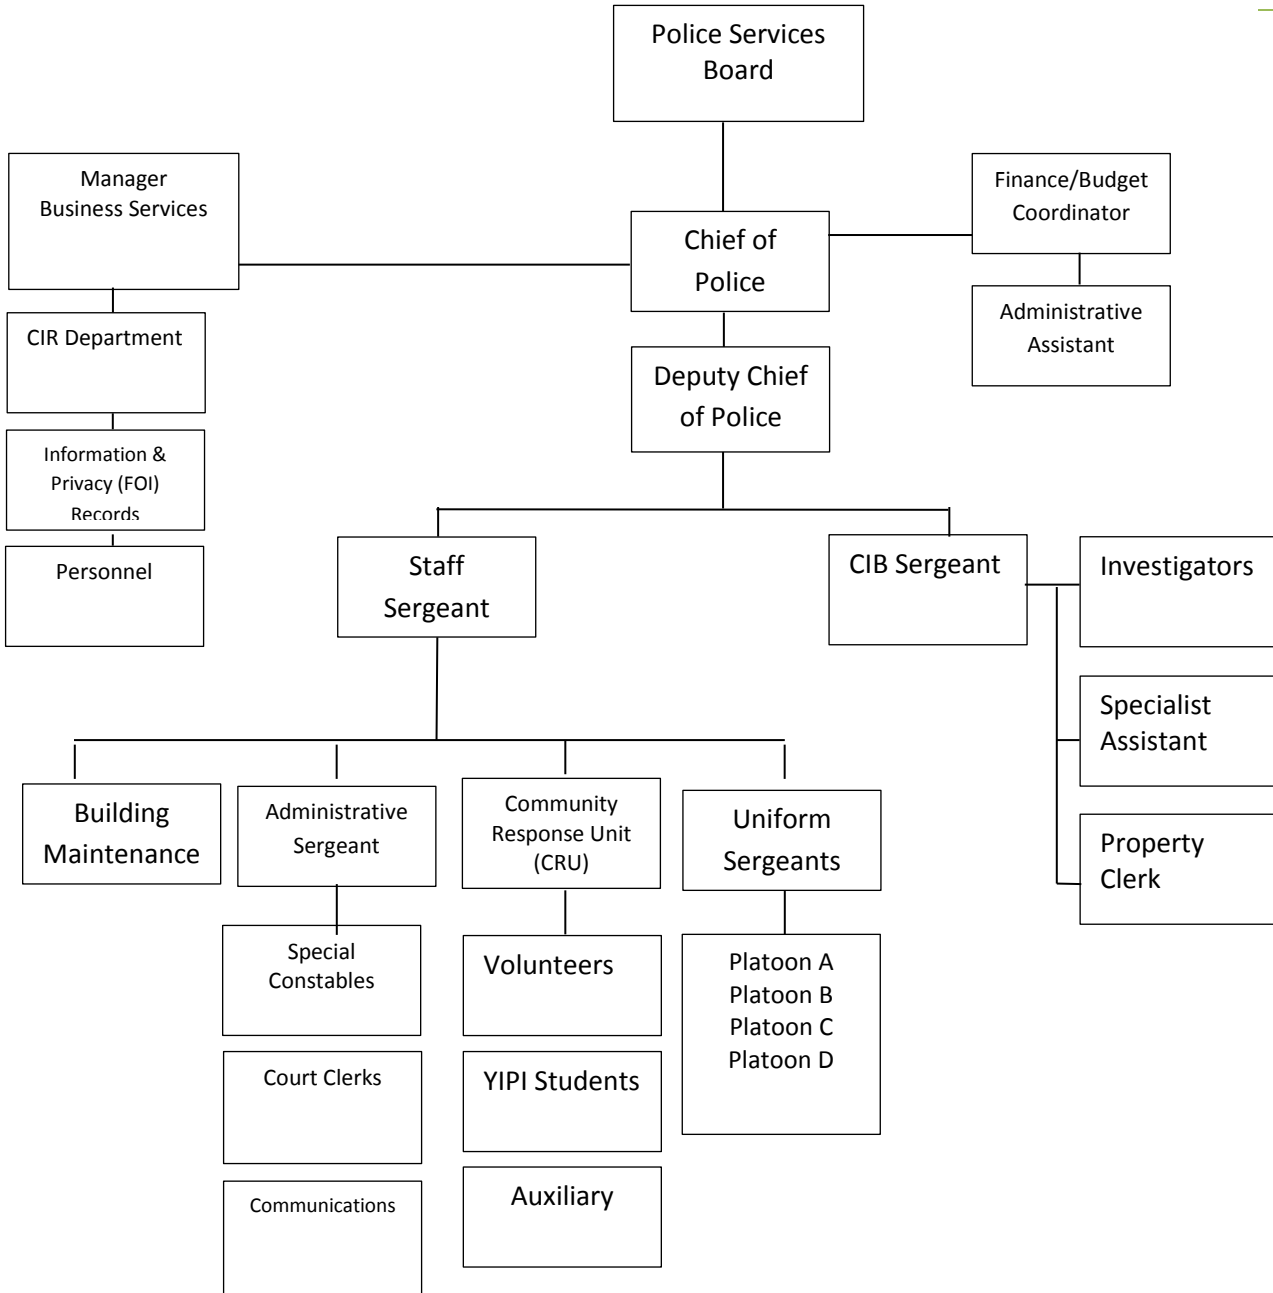 Police Services
Board
Manager
Business Services
Finance/Budget
Coordinator
Chief of
Police
CIR Department
Administrative
Assistant
Deputy Chief
of Police
Information &
Privacy (FOI)
Records
Personnel
Staff
Sergeant
CIB Sergeant
Investigators
Specialist
Assistant
Building
Maintenance
Administrative
Sergeant
Community
Response Unit
(CRU)
Uniform
Sergeants
Property
Clerk
Special
Constables
Volunteers
Platoon A
Platoon B
Platoon C
Platoon D
Court Clerks
YIPI Students
Communications
Auxiliary